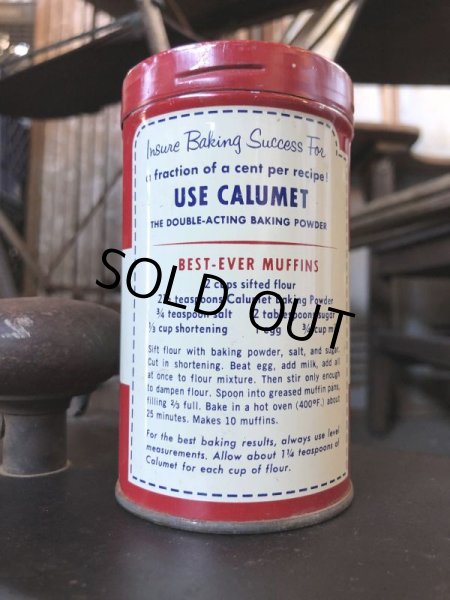 Insure Baking Success For
a fraction of a cent per recipe!
USE CALUMET
THE DOUBLE-ACTING BAKING POWDER
BEST-EVER MUFFINS
2 cups sifted flour
teaspoons Calumet Baking Powder
¾ teaspoon salt 2 tablespoons sugar
⅓ cup shortening 1 egg ¾ cup
SOLD OUT
Sift flour with baking powder, salt, and sugar.
Cut in shortening. Beat egg, add milk, add all
at once to flour mixture. Then stir only enough
to dampen flour. Spoon into greased muffin pans,
filling ⅔ full. Bake in a hot oven (400°F.) about
25 minutes. Makes 10 muffins.
For the best baking results, always use level
measurements. Allow about 1¼ teaspoons of
Calumet for each cup of flour.